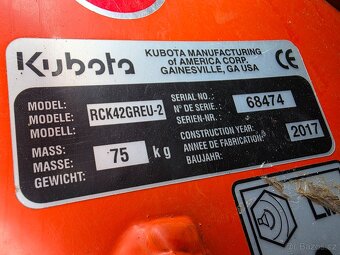 Kubota
KUBOTA MANUFACTURING
of AMERICA CORP.
GAINESVILLE, GA USA
CE
MODEL:
MODELE:
MODELL:
RCK42GREU-2
SERIAL NO.:
N° DE SERIE.:
SERIEN-NR.:
68474
MASS:
MASSE:
GEWICHT:
75 kg
CONSTRUCTION YEAR:
ANNEE DE FABRICATION:
BAUJAHR:
2017